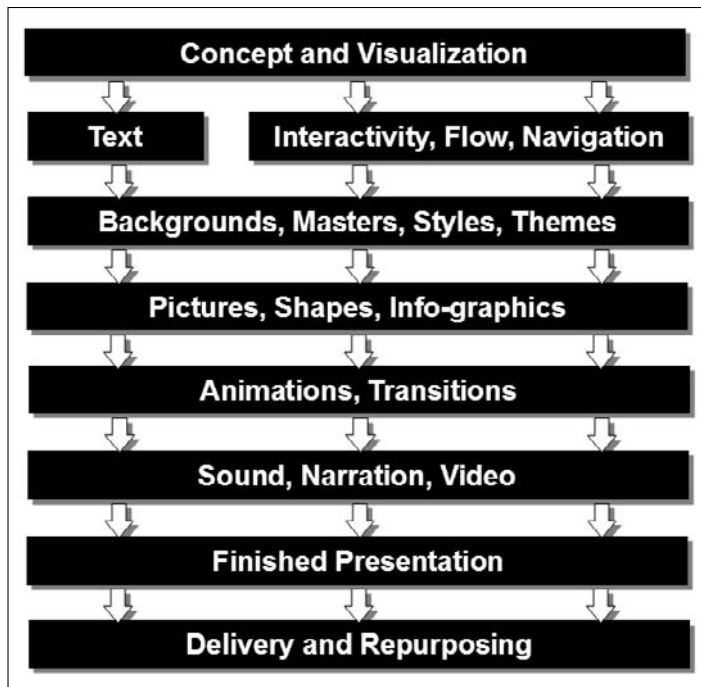 Concept and Visualization
Text
Interactivity, Flow, Navigation
Backgrounds, Masters, Styles, Themes
Pictures, Shapes, Info-graphics
Animations, Transitions
Sound, Narration, Video
Finished Presentation
Delivery and Repurposing